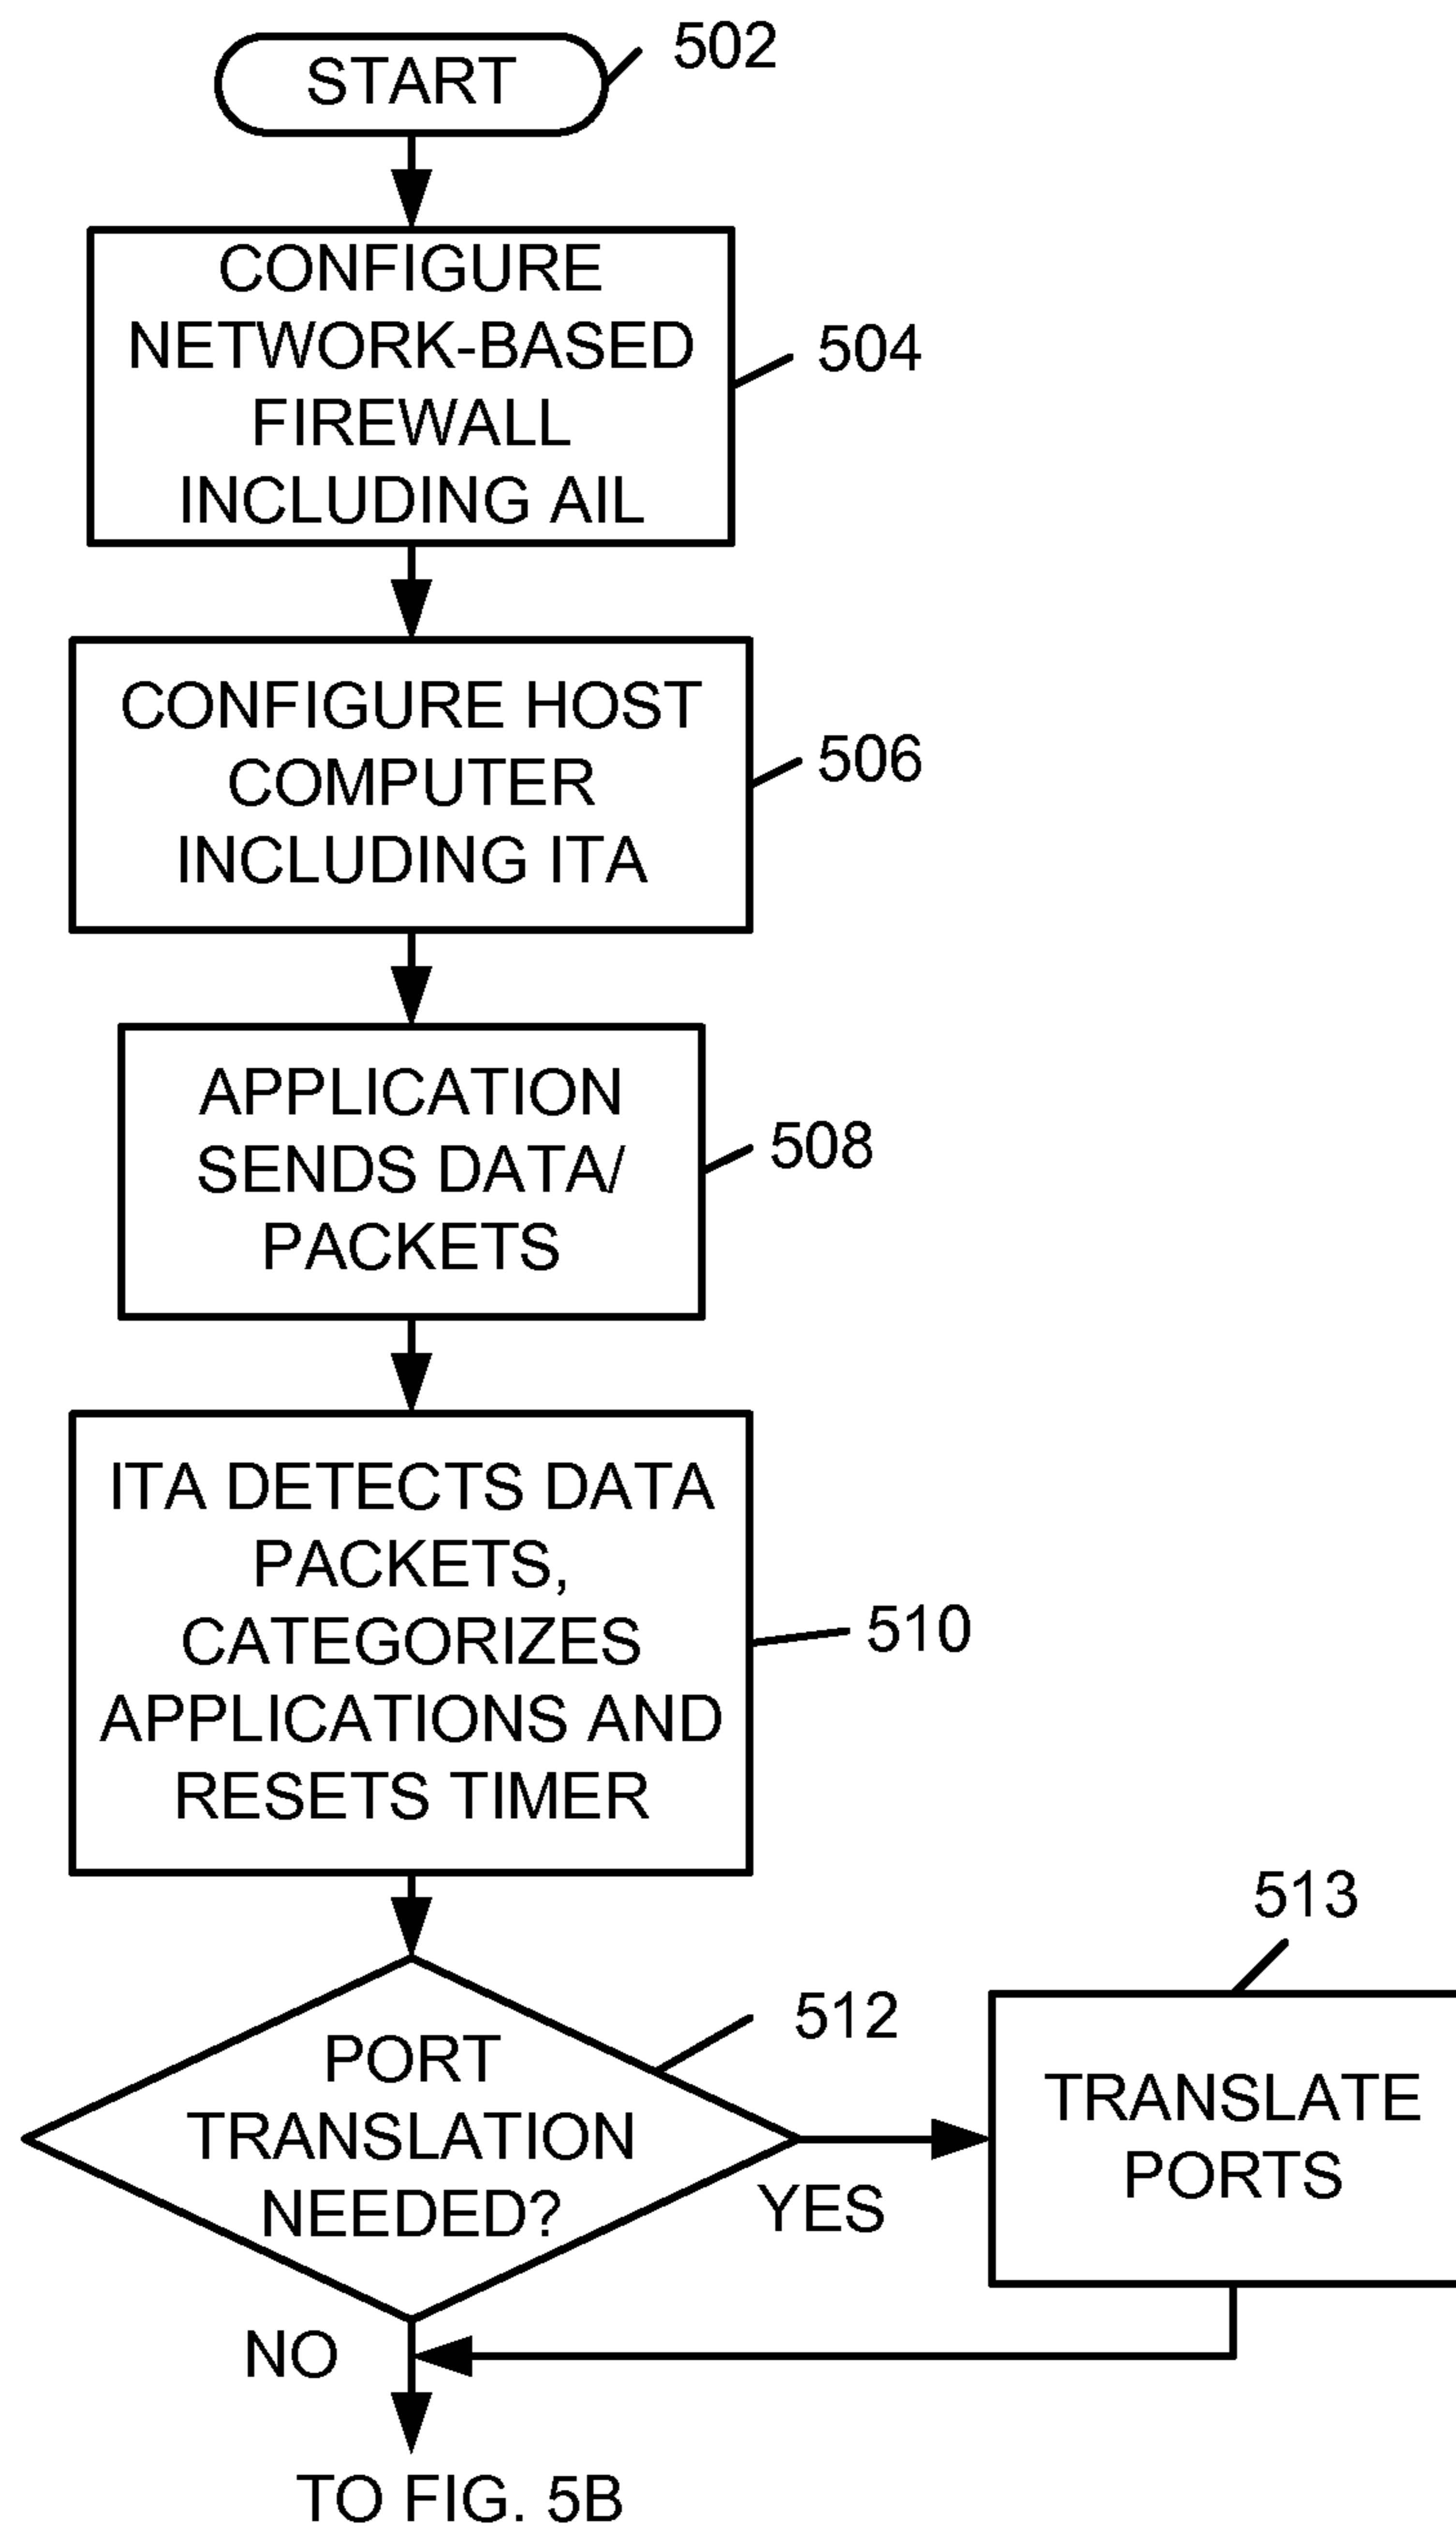 START
502
CONFIGURE
NETWORK-BASED
FIREWALL
INCLUDING AIL
504
CONFIGURE HOST
COMPUTER
INCLUDING ITA
506
APPLICATION
SENDS DATA/
PACKETS
508
ITA DETECTS DATA
PACKETS,
CATEGORIZES
APPLICATIONS AND
RESETS TIMER
510
PORT
TRANSLATION
NEEDED?
512
YES
513
TRANSLATE
PORTS
NO
TO FIG. 5B